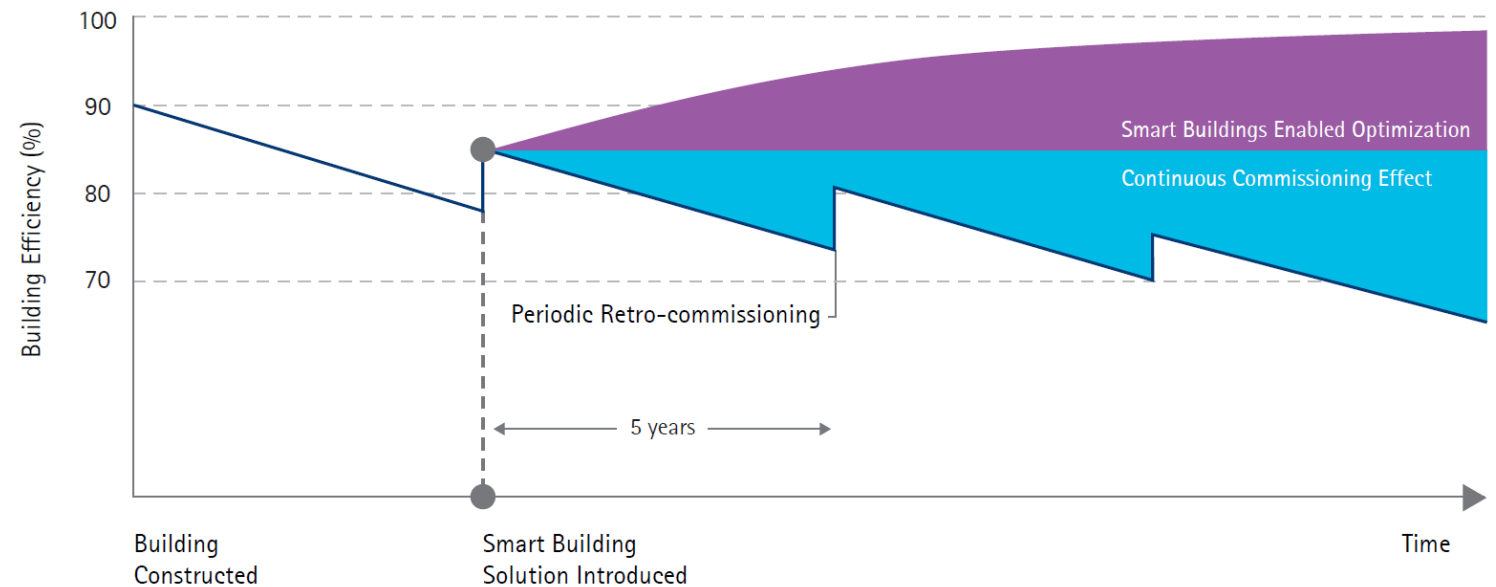 100
90
80
70
Building Efficiency (%)
Smart Buildings Enabled Optimization
Continuous Commissioning Effect
Periodic Retro-commissioning
5 years
Building
Constructed
Smart Building
Solution Introduced
Time